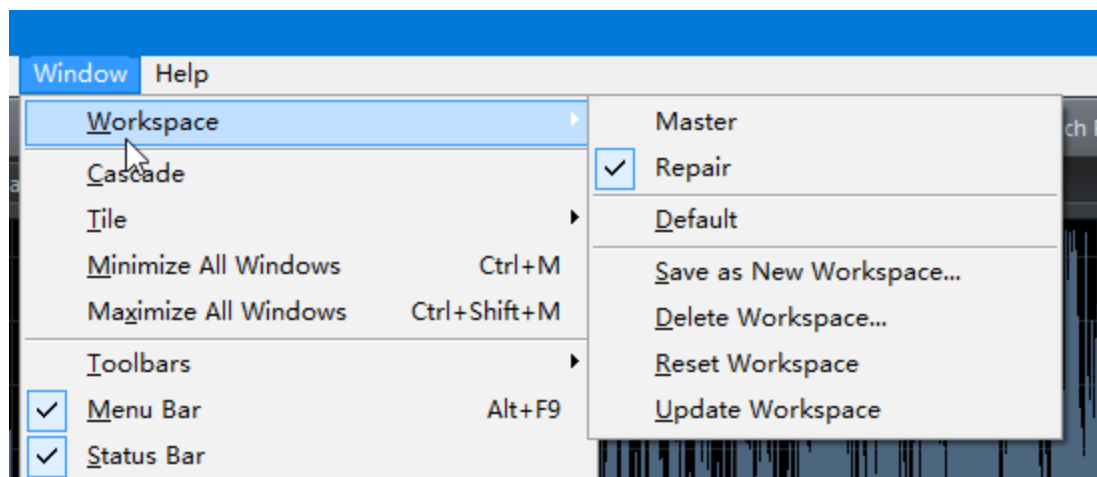 Window Help
Workspace
Cascade
Tile
Minimize All Windows Ctrl+M
Maximize All Windows Ctrl+Shift+M
Toolbars
Menu Bar Alt+F9
Status Bar
Master
Repair
Default
Save as New Workspace...
Delete Workspace...
Reset Workspace
Update Workspace